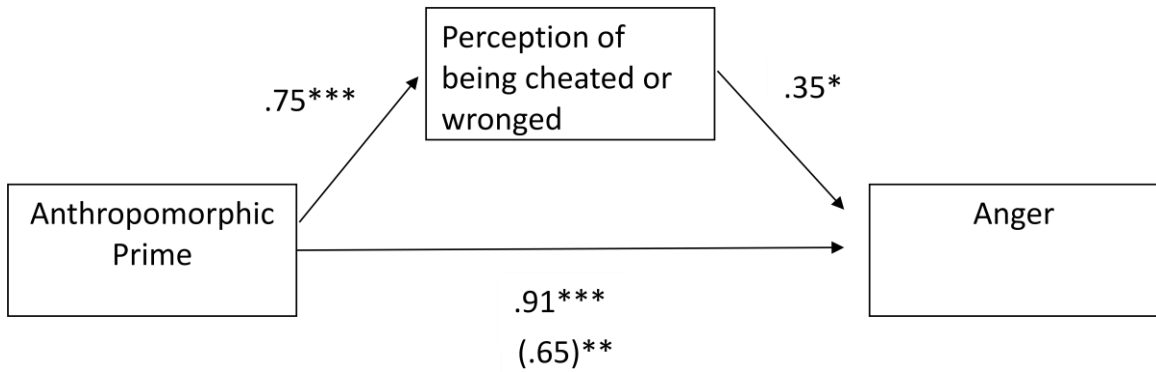 Perception of
being cheated or
wronged
.75***
.35*
Anthropomorphic
Prime
Anger
.91***
(.65)**